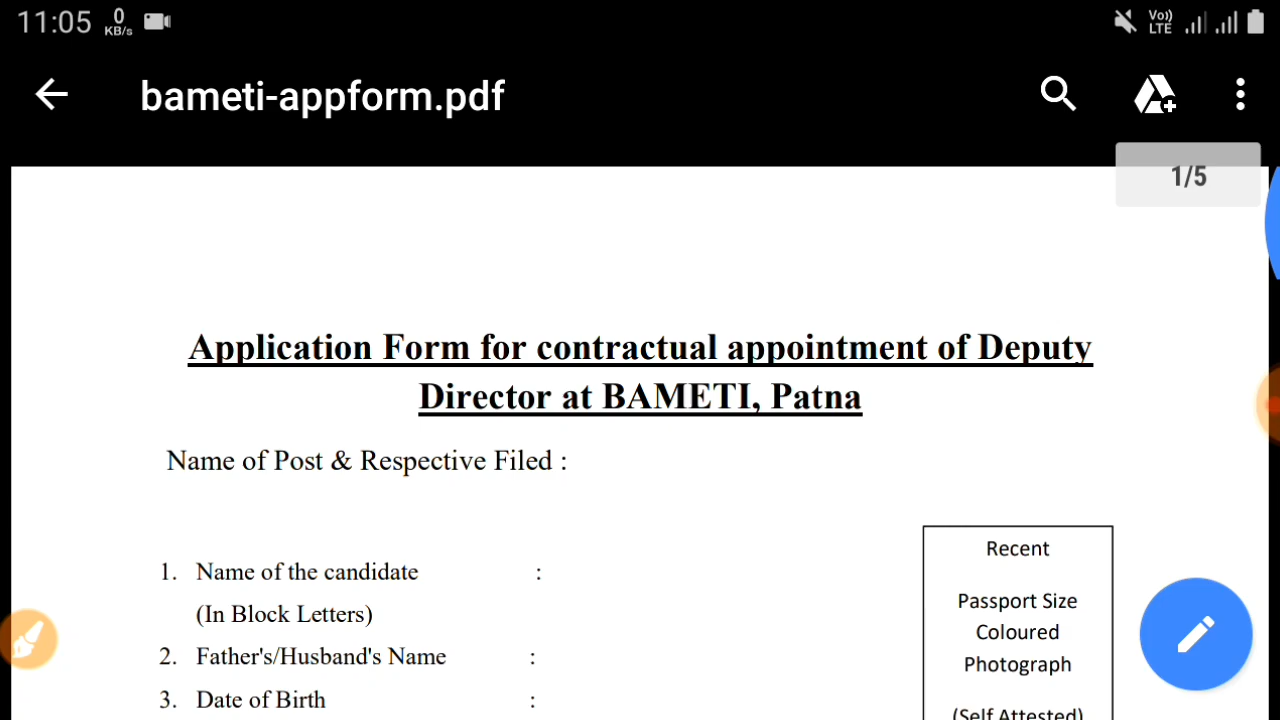 11:05 0 KB/s Vo)) LTE
bameti-appform.pdf
1/5
Application Form for contractual appointment of Deputy
Director at BAMETI, Patna
Name of Post & Respective Filed :
Recent
1. Name of the candidate :
(In Block Letters)
Passport Size
Coloured
2. Father's/Husband's Name :
Photograph
3. Date of Birth :
(Self Attested)